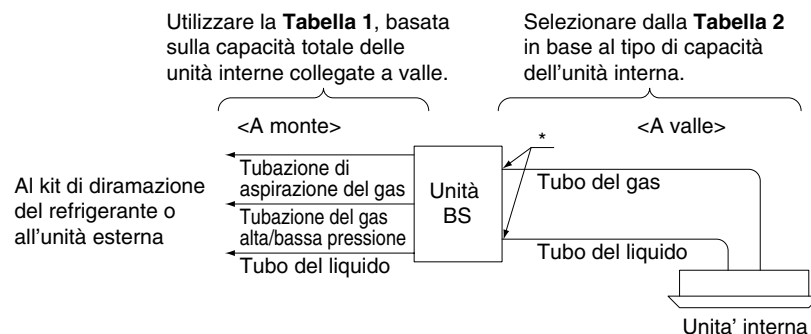 Utilizzare la Tabella 1, basata
sulla capacità totale delle
unità interne collegate a valle.
Selezionare dalla Tabella 2
in base al tipo di capacità
dell'unità interna.
<A monte>
*
<A valle>
Al kit di diramazione
del refrigerante o
all'unità esterna
Tubazione di
aspirazione del gas
Tubazione del gas
alta/bassa pressione
Tubo del liquido
Unità
BS
Tubo del gas
Tubo del liquido
Unita' interna